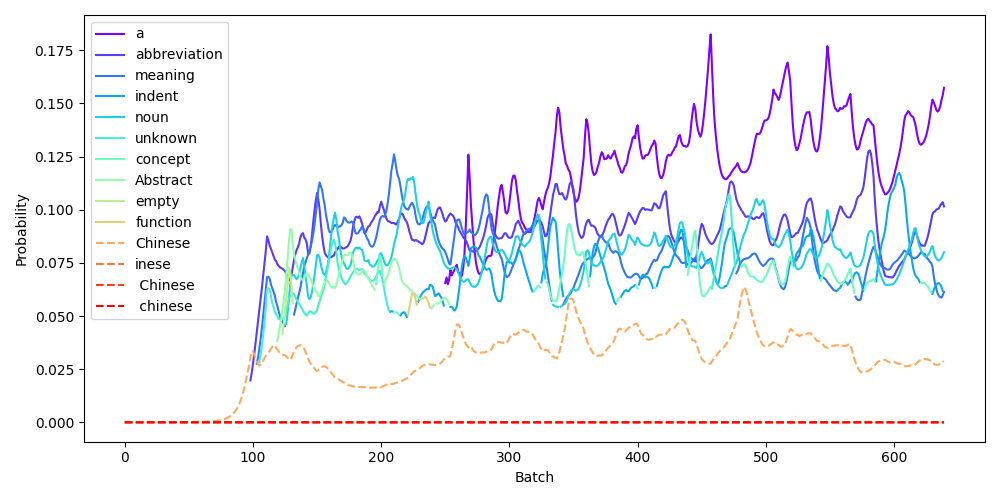 a
abbreviation
meaning
indent
noun
unknown
concept
Abstract
empty
function
Chinese
inese
Chinese
chinese
Probability
0.175
0.150
0.125
0.100
0.075
0.050
0.025
0.000
0 100 200 300 400 500 600
Batch